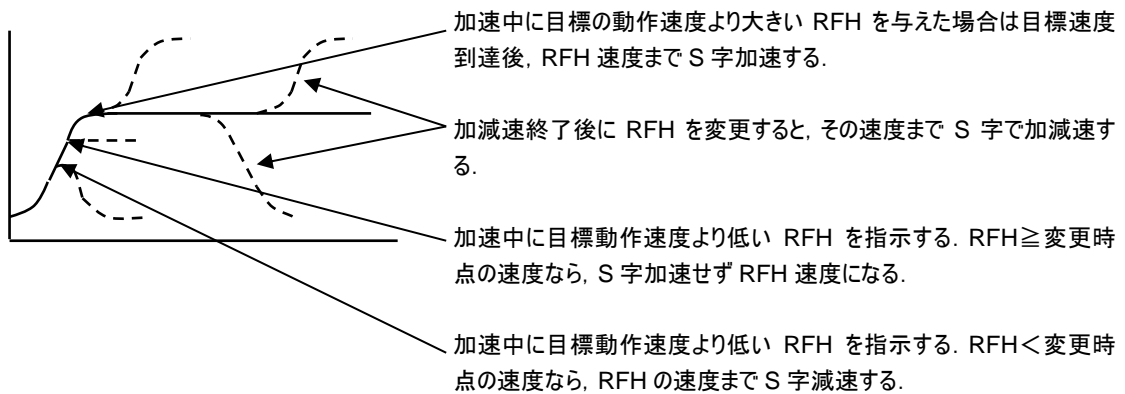 加速中に目標の動作速度より大きい RFH を与えた場合は目標速度
到達後, RFH 速度まで S 字加速する.
加減速終了後に RFH を変更すると, その速度まで S 字で加減速す
る.
加速中に目標動作速度より低い RFH を指示する. RFH≧変更時
点の速度なら, S 字加速せず RFH 速度になる.
加速中に目標動作速度より低い RFH を指示する. RFH<変更時
点の速度なら, RFH の速度まで S 字減速する.